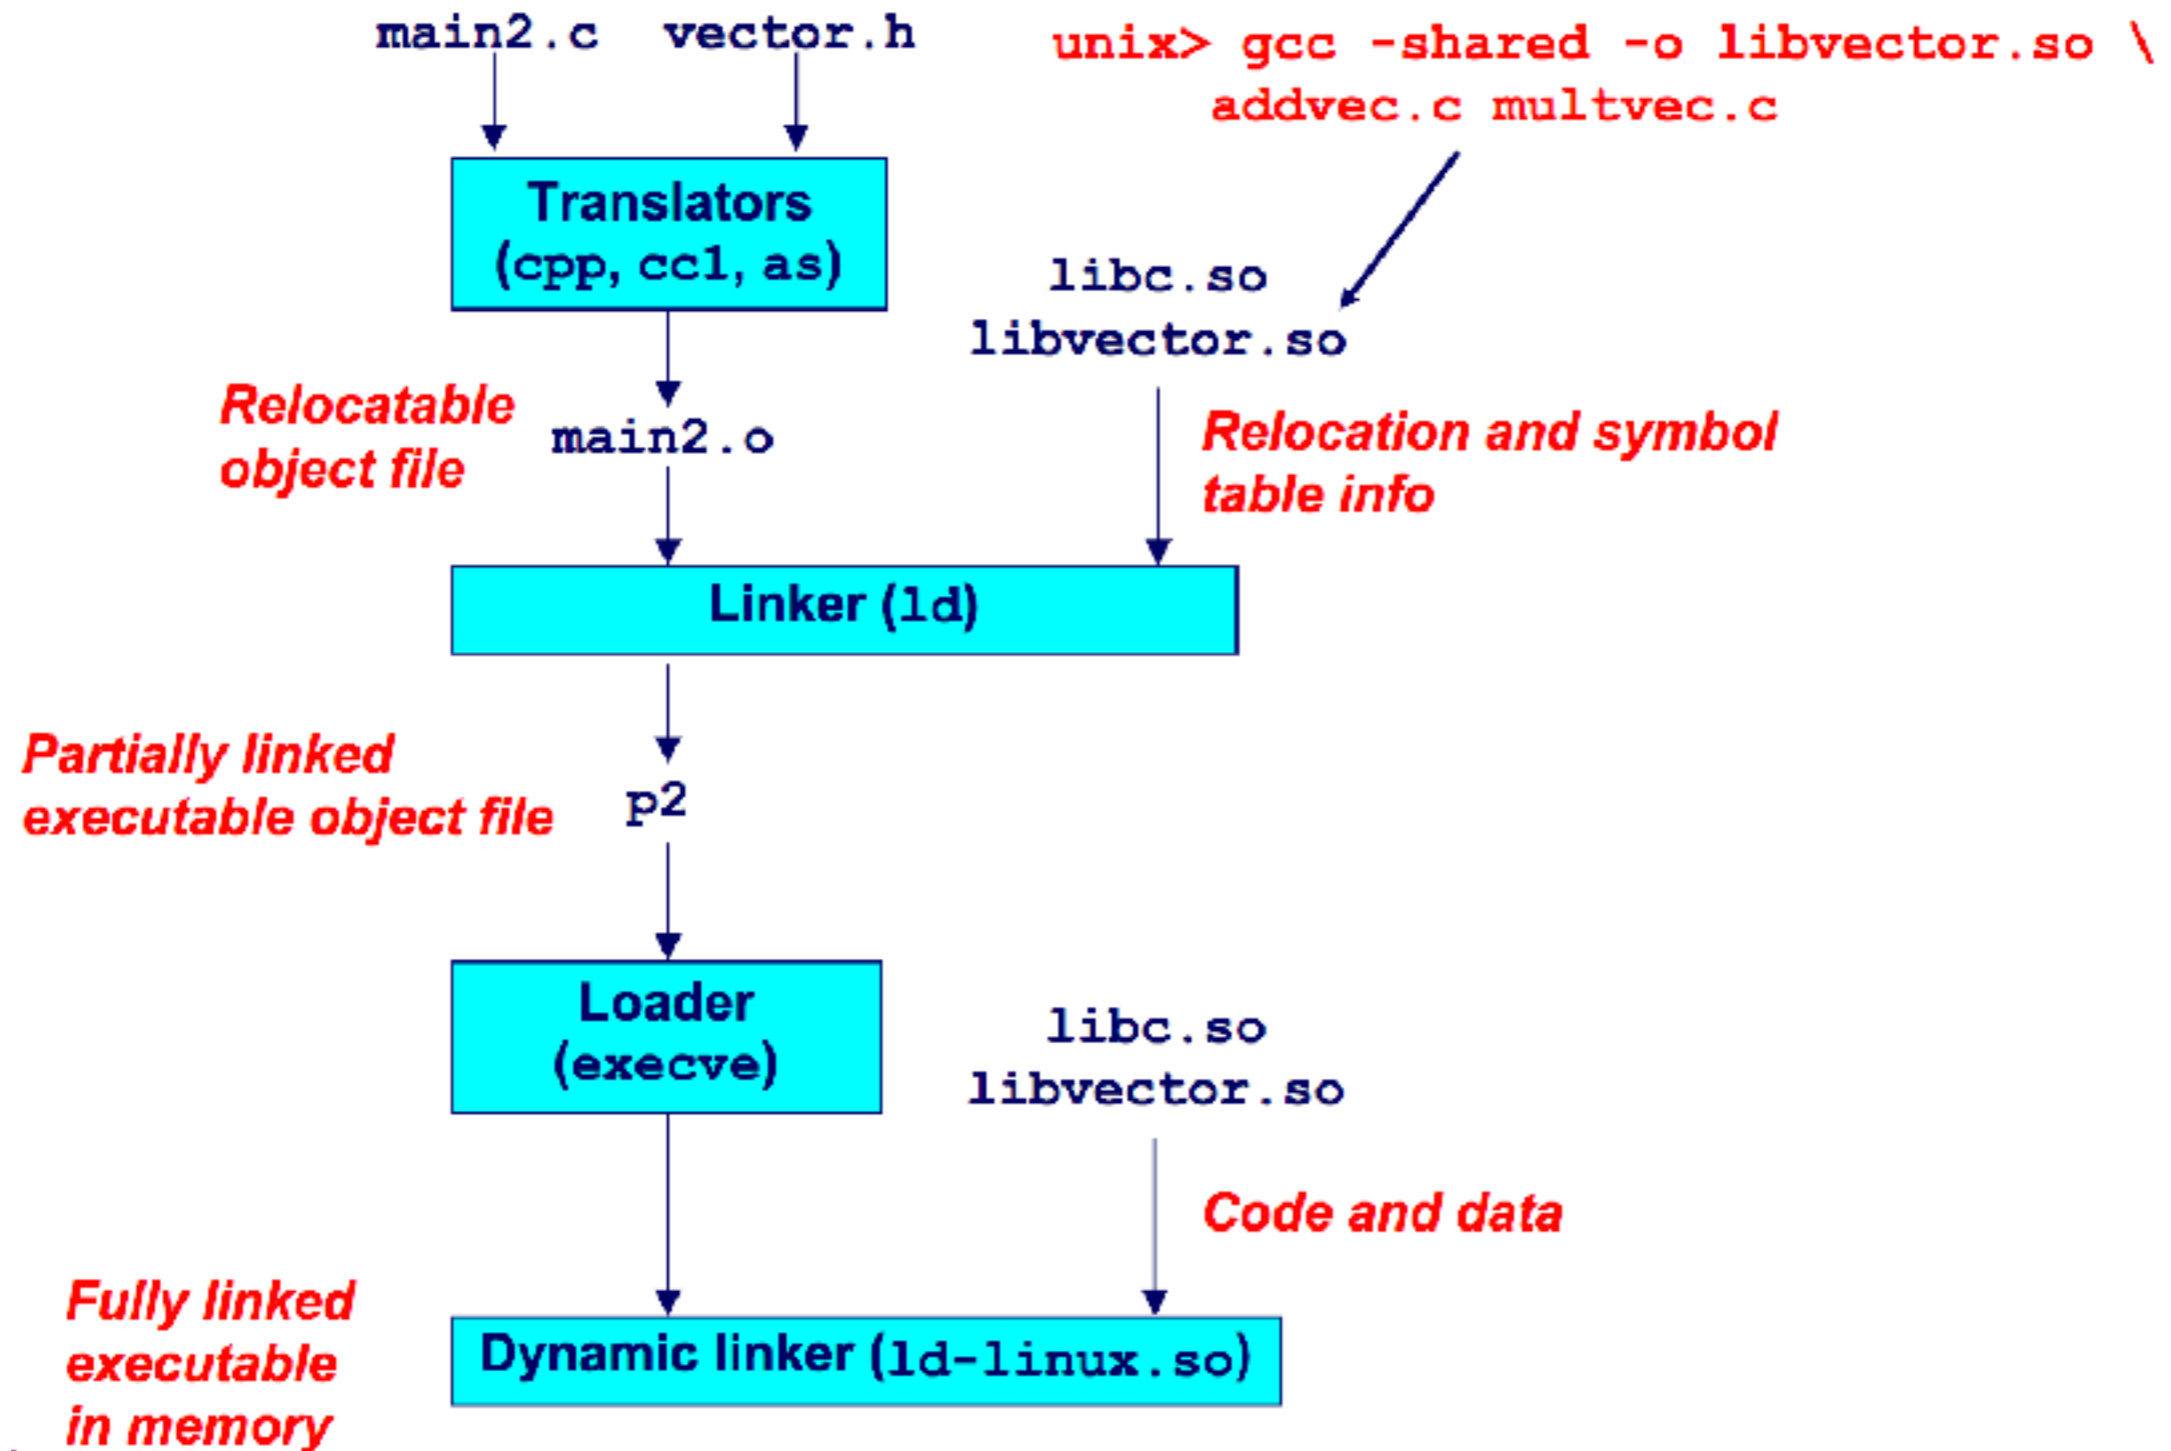 main2.c vector.h
unix> gcc -shared -o libvector.so \
addvec.c multvec.c
Translators
(cpp, cc1, as)
libc.so
libvector.so
Relocatable
object file
main2.o
Relocation and symbol
table info
Linker (ld)
Partially linked
executable object file
p2
Loader
(execve)
libc.so
libvector.so
Code and data
Fully linked
executable
in memory
Dynamic linker (ld-linux.so)